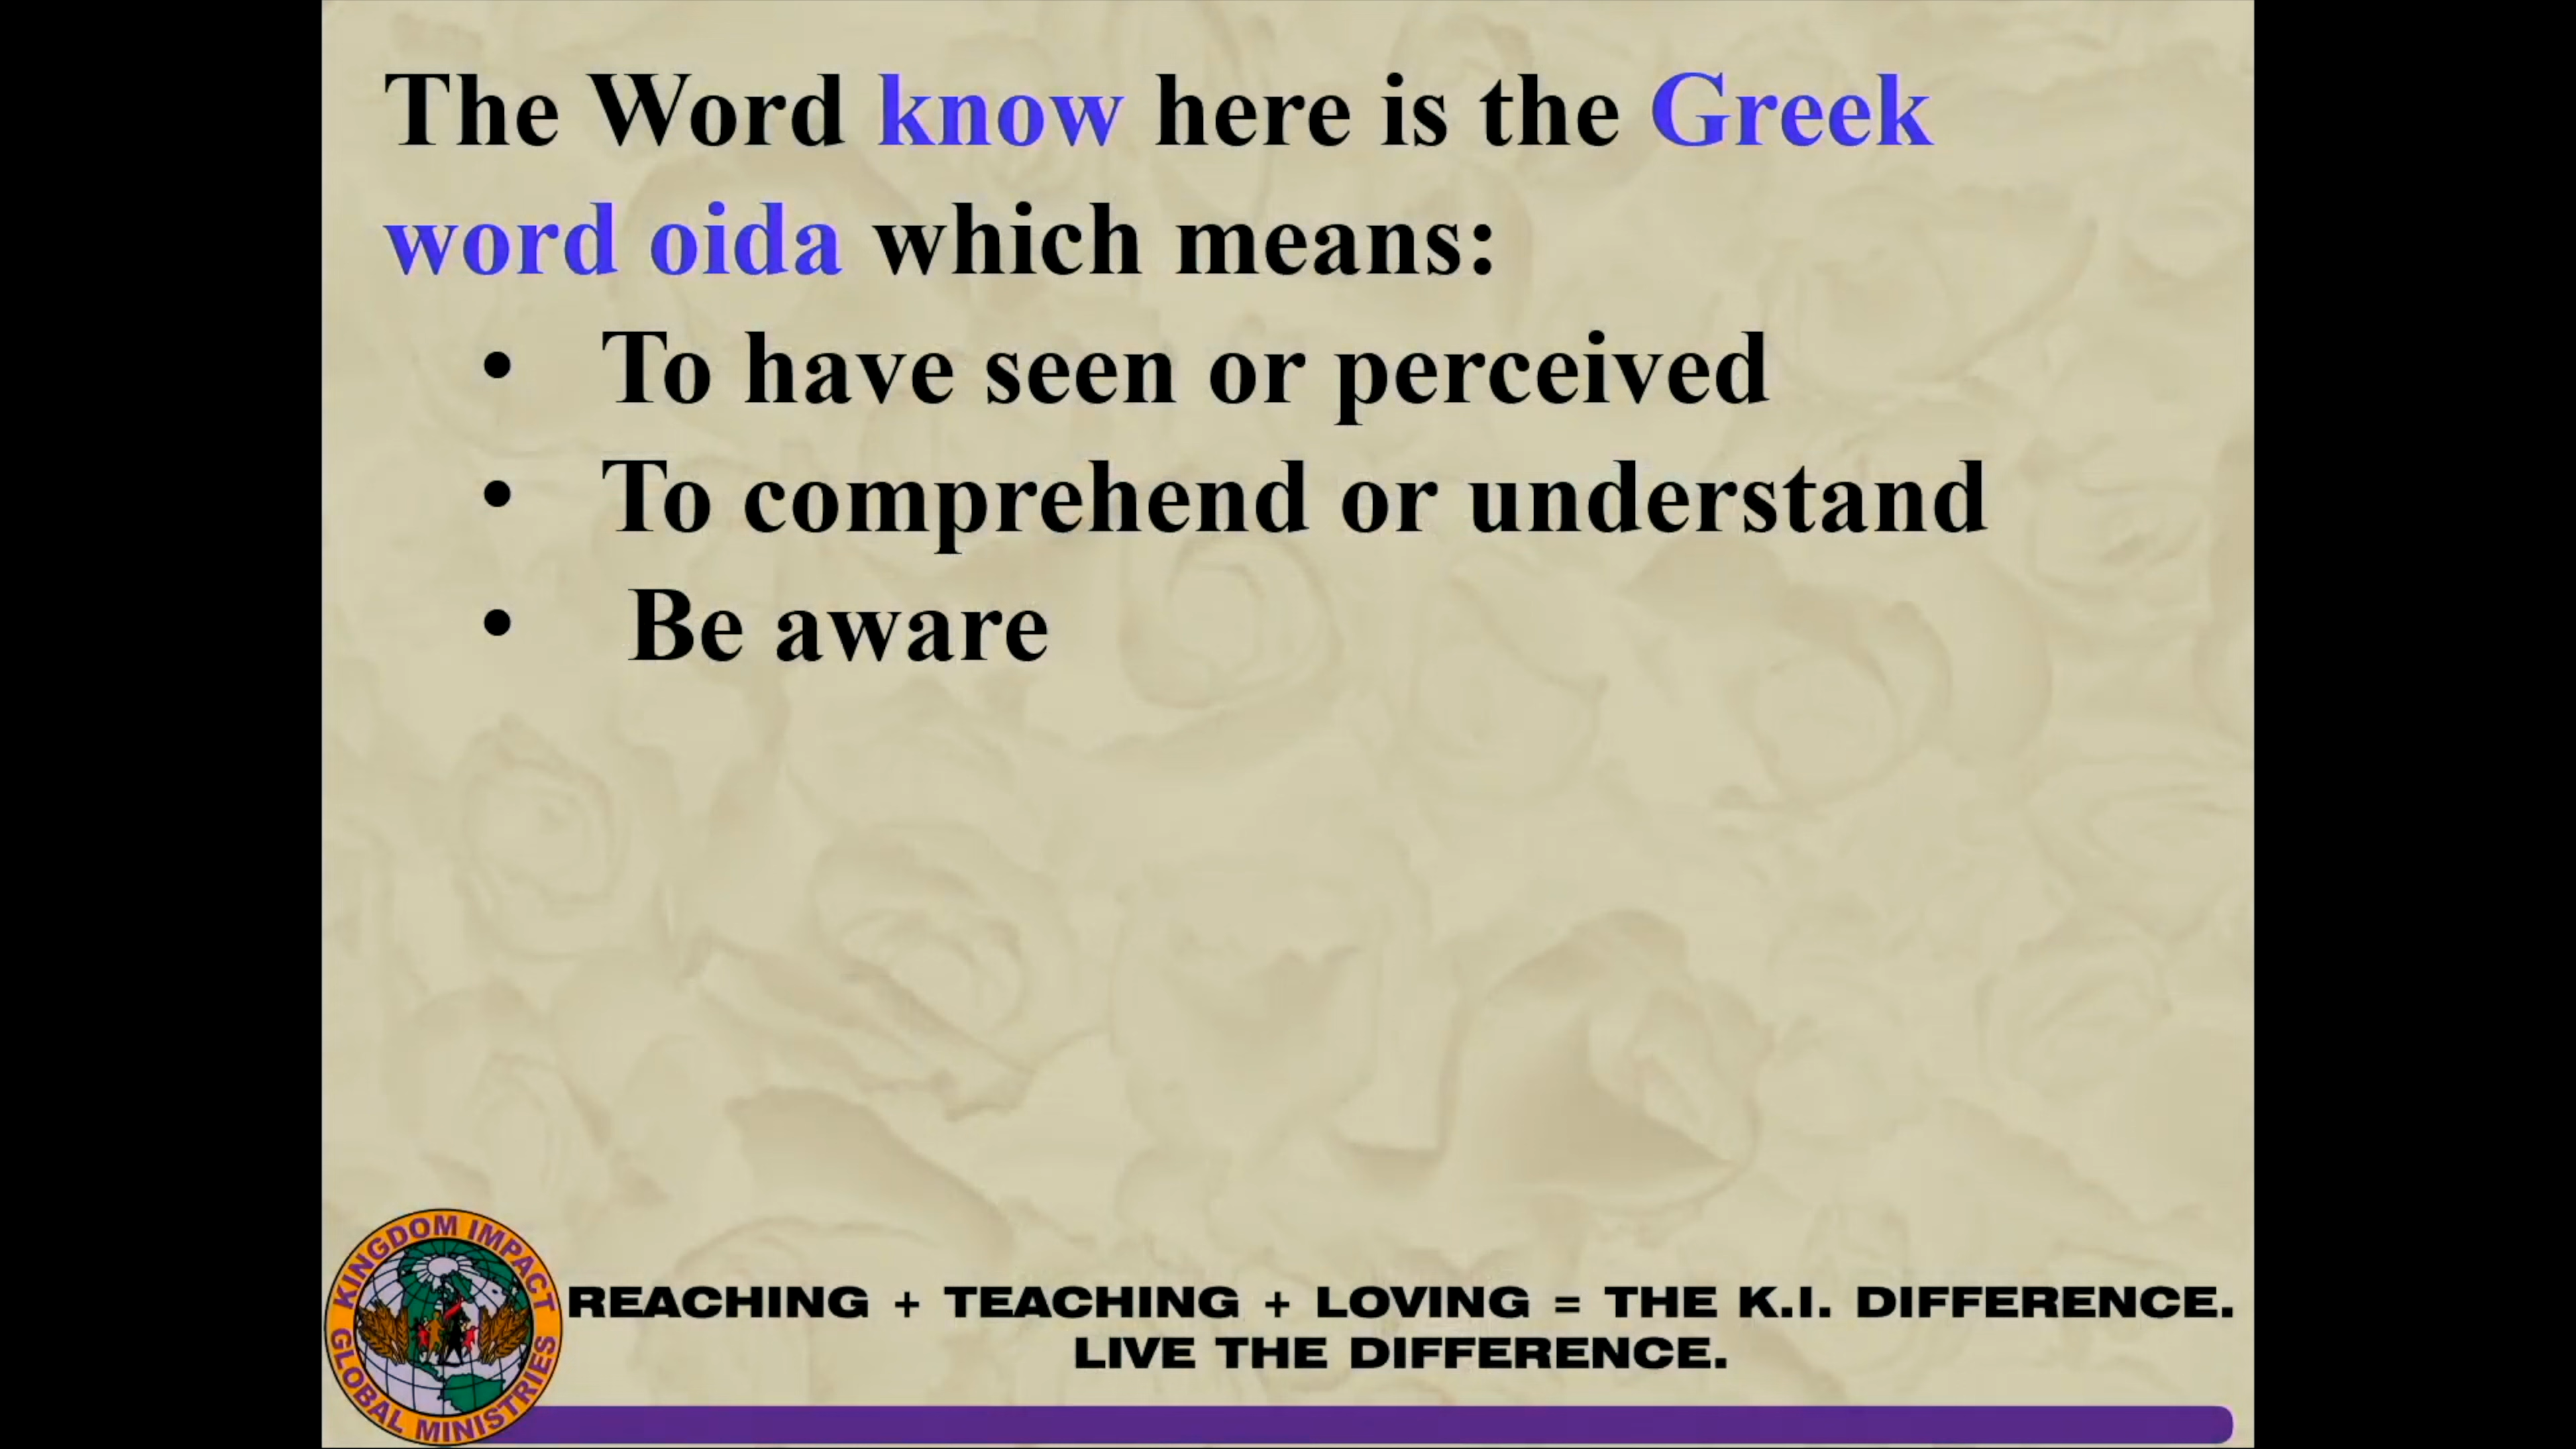 The Word know here is the Greek
word oida which means:
• To have seen or perceived
• To comprehend or understand
• Be aware
KINGDOM IMPACT
GLOBAL MINISTRIES
REACHING + TEACHING + LOVING = THE K.I. DIFFERENCE.
LIVE THE DIFFERENCE.